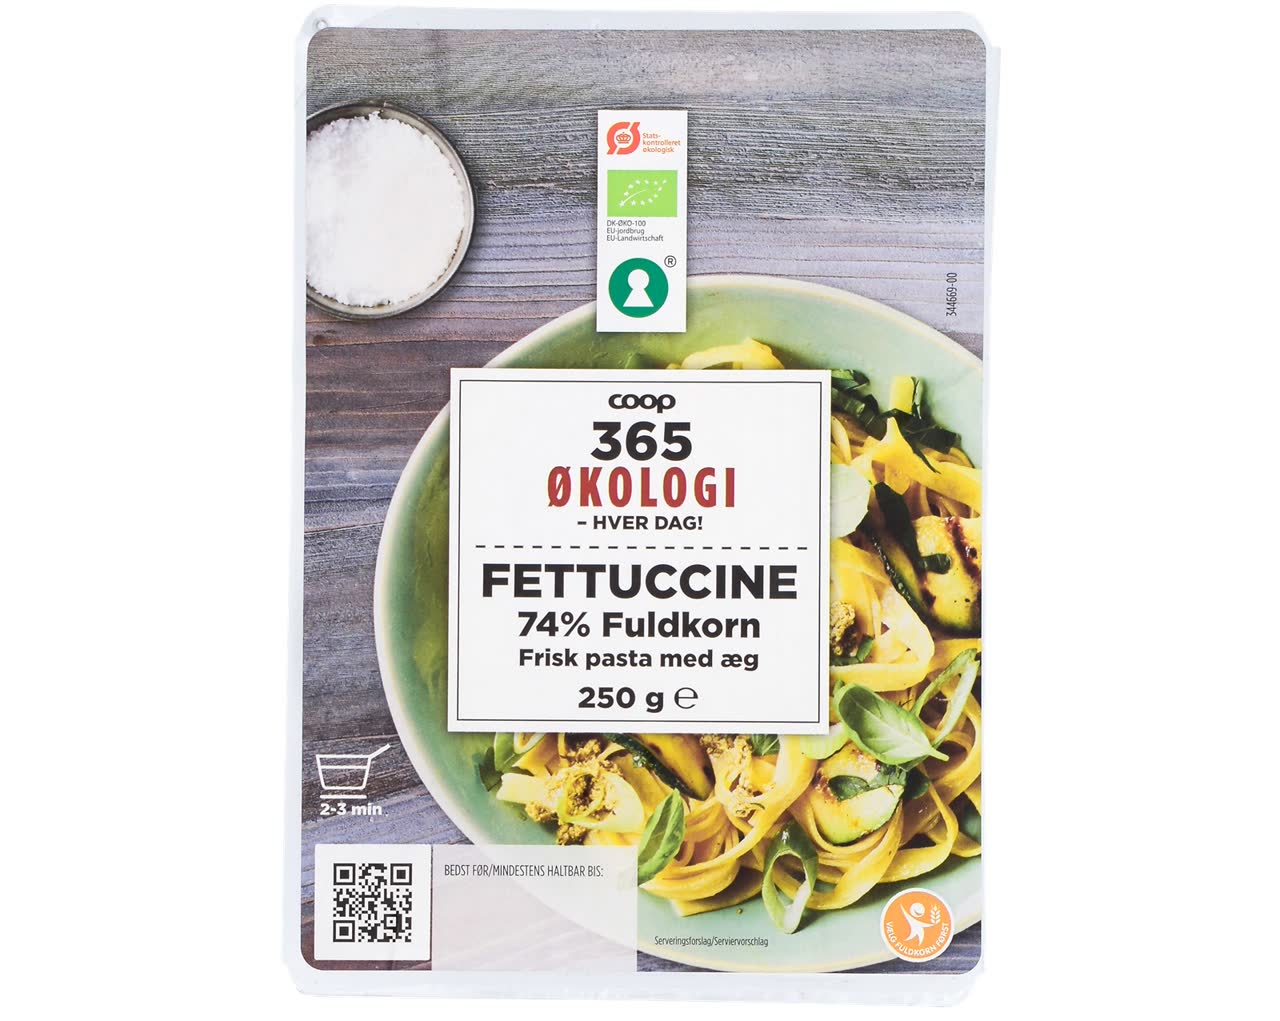 Stats-
kontrolleret
økologisk
DK-ØKO-100
EU-jordbrug
EU-Landwirtschaft
®
344669-00
coop
365
ØKOLOGI
– HVER DAG!
FETTUCCINE
74% Fuldkorn
Frisk pasta med æg
250 g ℮
2-3 min
BEDST FØR/MINDESTENS HALTBAR BIS:
Serveringsforslag/Serviervorschlag
VÆLG FULDKORN FØRST